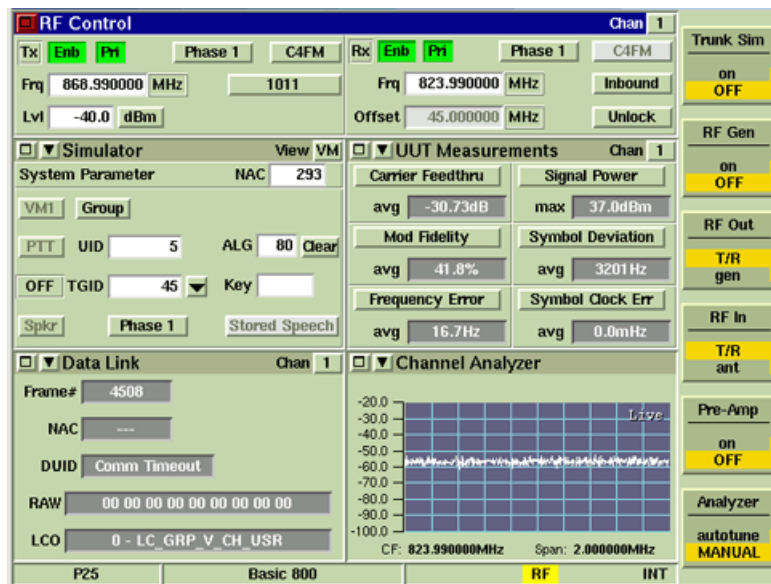 RF Control Chan 1
Tx Enb Pri Phase 1 C4FM
Frq 868.990000 MHz 1011
Lvl -40.0 dBm
Rx Enb Pri Phase 1 C4FM
Frq 823.990000 MHz Inbound
Offset 45.000000 MHz Unlock
Simulator View VM
System Parameter NAC 293
VM1 Group
PTT UID 5 ALG 80 Clear
OFF TGID 45 Key
Spkr Phase 1 Stored Speech
UUT Measurements Chan 1
Carrier Feedthru Signal Power
avg -30.73dB max 37.0dBm
Mod Fidelity Symbol Deviation
avg 41.8% avg 3201Hz
Frequency Error Symbol Clock Err
avg 16.7Hz avg 0.0mHz
Data Link Chan 1
Frame# 4508
NAC ---
DUID Comm Timeout
RAW 00 00 00 00 00 00 00 00 00
LCO 0 - LC_GRP_V_CH_USR
Channel Analyzer
Live
-20.0
-30.0
-40.0
-50.0
-60.0
-70.0
-80.0
-90.0
-100.0
CF: 823.990000MHz Span: 2.000000MHz
Trunk Sim
on
OFF
RF Gen
on
OFF
RF Out
T/R
gen
RF In
T/R
ant
Pre-Amp
on
OFF
Analyzer
autotune
MANUAL
P25 Basic 800 RF INT